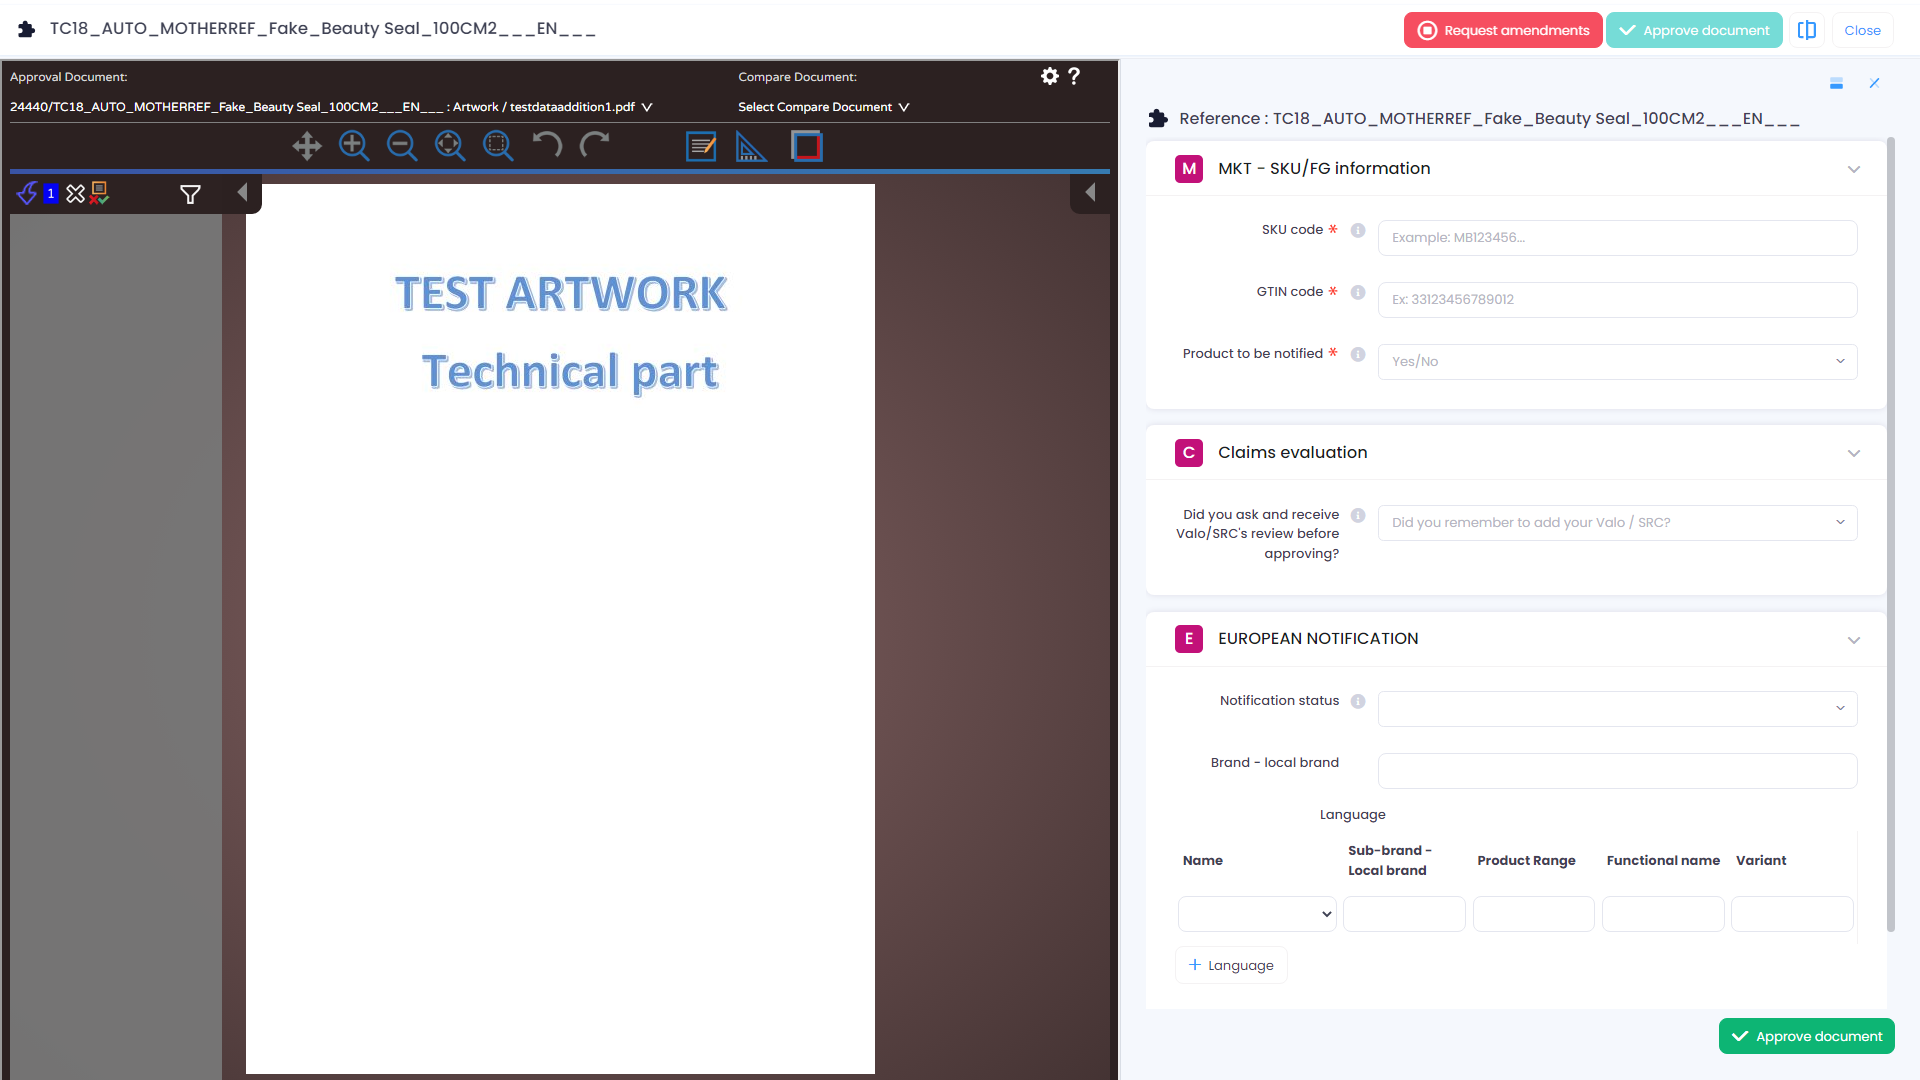 TC18_AUTO_MOTHERREF_Fake_Beauty Seal_100CM2___EN___
Request amendments
Approve document
Close
Approval Document:
Compare Document:
24440/TC18_AUTO_MOTHERREF_Fake_Beauty Seal_100CM2___EN___ : Artwork / testdataaddition1.pdf
Select Compare Document
1
TEST ARTWORK
Technical part
Reference : TC18_AUTO_MOTHERREF_Fake_Beauty Seal_100CM2___EN___
M MKT - SKU/FG information
SKU code *
Example: MB123456...
GTIN code *
Ex: 33123456789012
Product to be notified *
Yes/No
C Claims evaluation
Did you ask and receive
Valo/SRC's review before
approving?
Did you remember to add your Valo / SRC?
E EUROPEAN NOTIFICATION
Notification status
Brand - local brand
Language
Name
Sub-brand -
Local brand
Product Range
Functional name
Variant
+ Language
Approve document